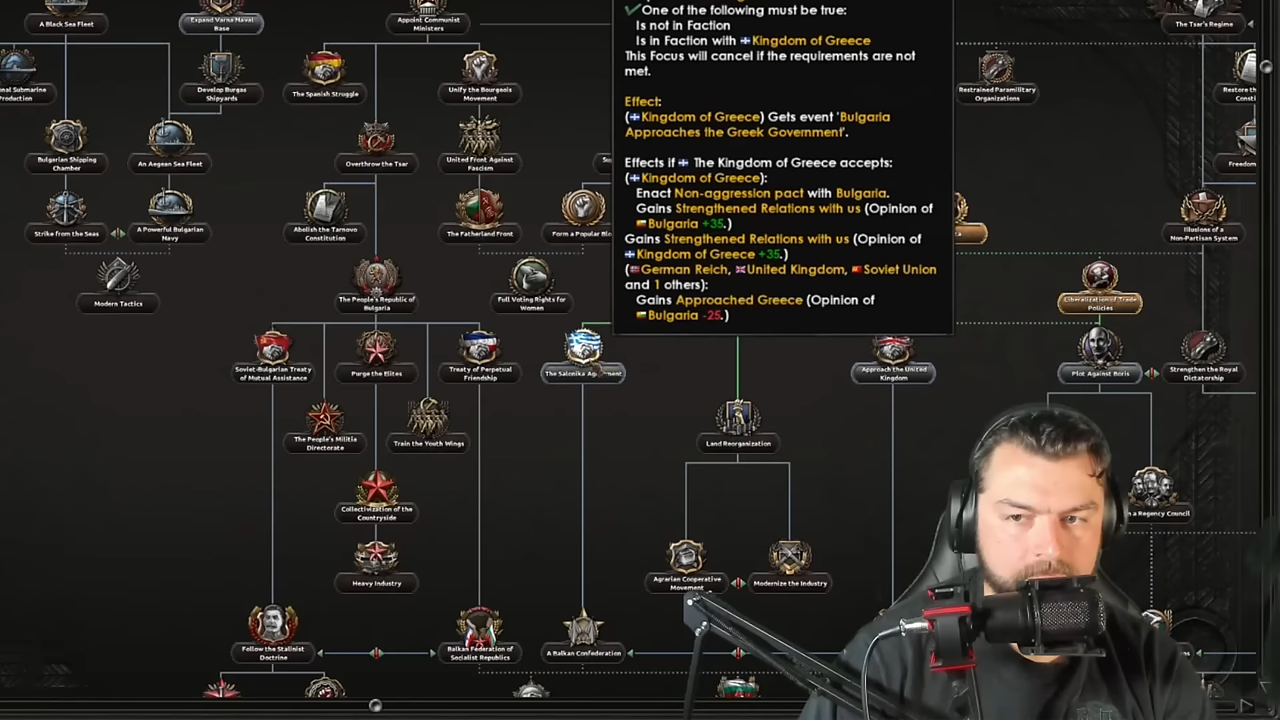 A Black Sea Fleet
Expand Varna Naval
Base
Appoint Communist
Ministers
The Tsar's Regime
Production
Develop Burgas
Shipyards
The Spanish Struggle
Unify the Bourgeois
Movement
Restrained Paramilitary
Organizations
Restore the
Bulgarian Shipping
Chamber
An Aegean Sea Fleet
Overthrow the Tsar
United Front Against
Fascism
Freedom
Strike from the Seas
A Powerful Bulgarian
Navy
Abolish the Tarnovo
Constitution
The Fatherland Front
Illusions of a
Non-Partisan System
Modern Tactics
The People's Republic of
Bulgaria
Full Voting Rights for
Women
Liberalization of Trade
Policies
Soviet-Bulgarian Treaty
of Mutual Assistance
Purge the Elites
Treaty of Perpetual
Friendship
Approach the United
Kingdom
Plot Against Boris
Strengthen the Royal
Dictatorship
The People's Militia
Directorate
Train the Youth Wings
Land Reorganization
Collectivization of the
Countryside
a Regency Council
Heavy Industry
Agrarian Cooperative
Movement
Modernize the Industry
Follow the Stalinist
Doctrine
Balkan Federation of
Socialist Republics
A Balkan Confederation
One of the following must be true:
Is not in Faction
Is in Faction with Kingdom of Greece
This Focus will cancel if the requirements are not
met.
Effect:
(Kingdom of Greece) Gets event 'Bulgaria
Approaches the Greek Government'.
Effects if The Kingdom of Greece accepts:
(Kingdom of Greece):
Enact Non-aggression pact with Bulgaria.
Gains Strengthened Relations with us (Opinion of
Bulgaria +35.)
Gains Strengthened Relations with us (Opinion of
Kingdom of Greece +35.)
(German Reich, United Kingdom, Soviet Union
and 1 others):
Gains Approached Greece (Opinion of
Bulgaria -25.)